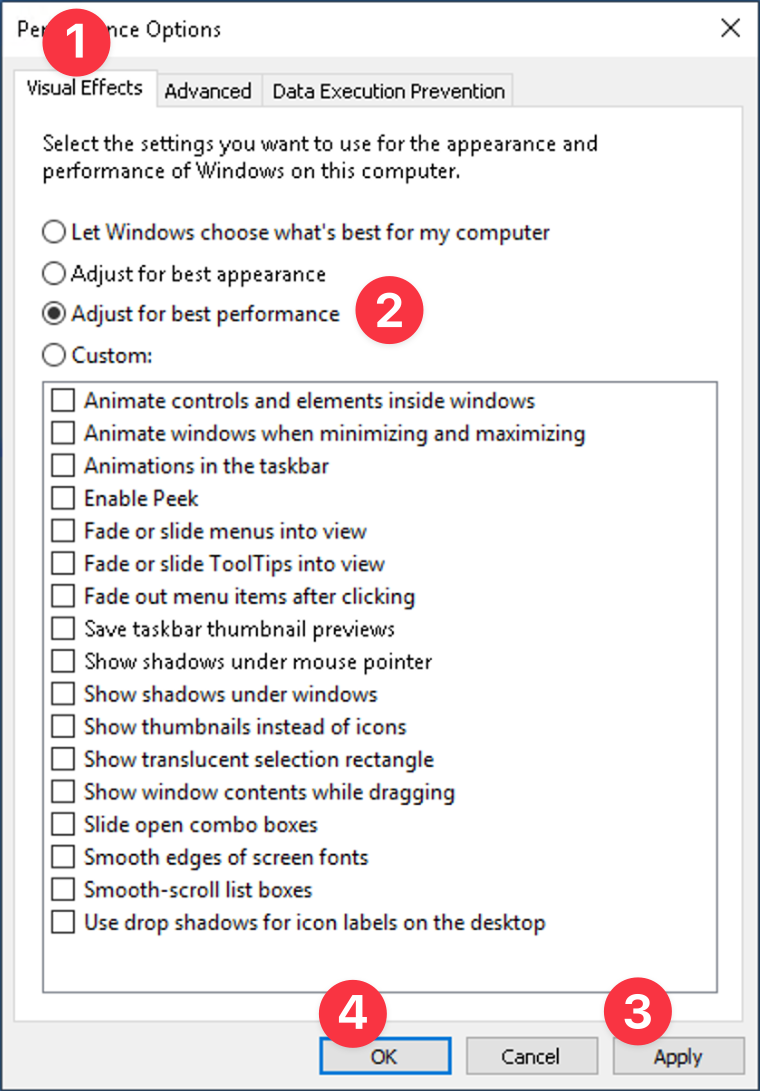 Pe nce Options
1
Visual Effects
Advanced
Data Execution Prevention
Select the settings you want to use for the appearance and
performance of Windows on this computer.
Let Windows choose what's best for my computer
Adjust for best appearance
Adjust for best performance
2
Custom:
Animate controls and elements inside windows
Animate windows when minimizing and maximizing
Animations in the taskbar
Enable Peek
Fade or slide menus into view
Fade or slide ToolTips into view
Fade out menu items after clicking
Save taskbar thumbnail previews
Show shadows under mouse pointer
Show shadows under windows
Show thumbnails instead of icons
Show translucent selection rectangle
Show window contents while dragging
Slide open combo boxes
Smooth edges of screen fonts
Smooth-scroll list boxes
Use drop shadows for icon labels on the desktop
4
3
OK
Cancel
Apply